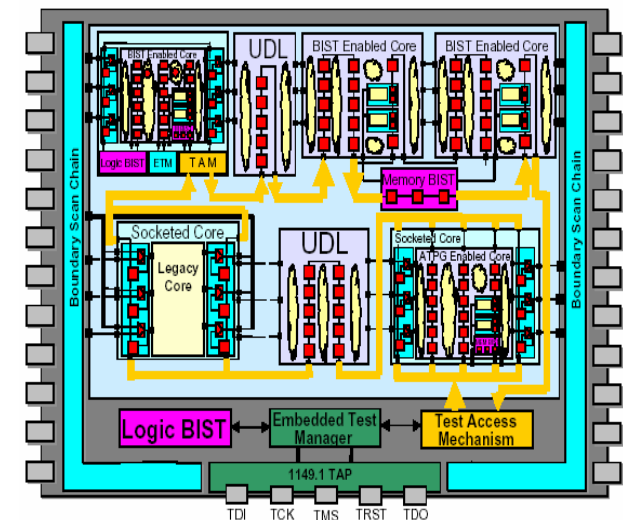 BIST Enabled Core
UDL
BIST Enabled Core
BIST Enabled Core
Logic BIST
ETM
TAM
Memory BIST
Boundary Scan Chain
Boundary Scan Chain
Socketed Core
Legacy
Core
UDL
Socketed Core
ATPG Enabled Core
Logic BIST
Embedded Test
Manager
Test Access
Mechanism
1149.1 TAP
TDI
TCK
TMS
TRST
TDO